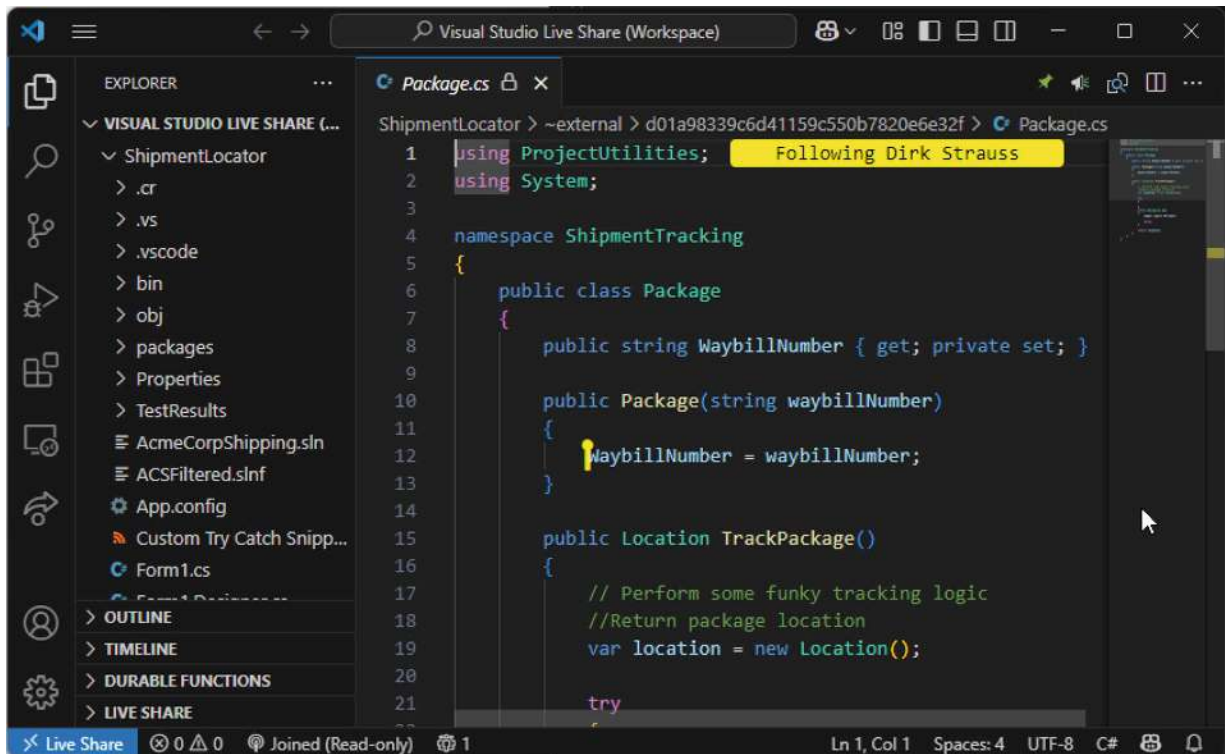 Visual Studio Live Share (Workspace)
EXPLORER
VISUAL STUDIO LIVE SHARE (...
ShipmentLocator
.cr
.vs
.vscode
bin
obj
packages
Properties
TestResults
AcmeCorpShipping.sln
ACSFiltered.slnf
App.config
Custom Try Catch Snipp...
Form1.cs
OUTLINE
TIMELINE
DURABLE FUNCTIONS
LIVE SHARE
C# Package.cs
ShipmentLocator > ~external > d01a98339c6d41159c550b7820e6e32f > C# Package.cs
1 using ProjectUtilities; Following Dirk Strauss
2 using System;
3
4 namespace ShipmentTracking
5 {
6 public class Package
7 {
8 public string WaybillNumber { get; private set; }
9
10 public Package(string waybillNumber)
11 {
12 WaybillNumber = waybillNumber;
13 }
14
15 public Location TrackPackage()
16 {
17 // Perform some funky tracking logic
18 //Return package location
19 var location = new Location();
20
21 try
Live Share 0 0 Joined (Read-only) 1 Ln 1, Col 1 Spaces: 4 UTF-8 C#